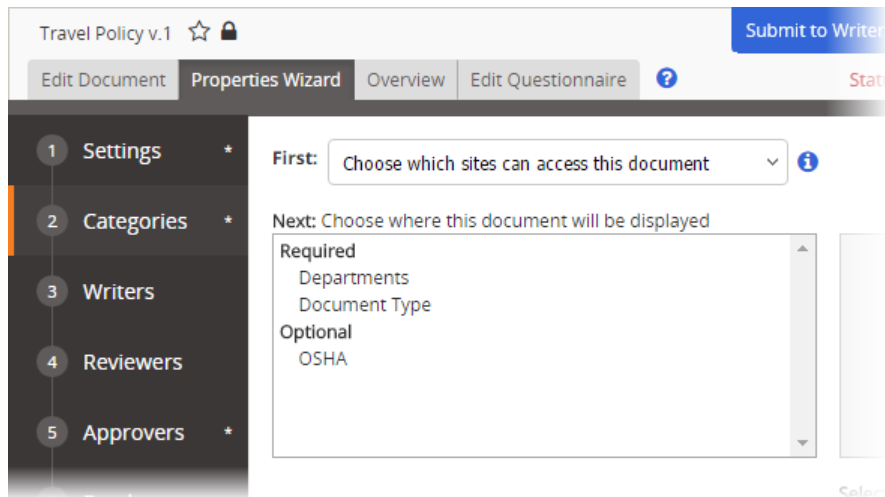 Travel Policy v.1
Submit to Writer
Edit Document
Properties Wizard
Overview
Edit Questionnaire
?
1 Settings *
2 Categories *
3 Writers
4 Reviewers
5 Approvers *
First: Choose which sites can access this document
Next: Choose where this document will be displayed
Required
Departments
Document Type
Optional
OSHA